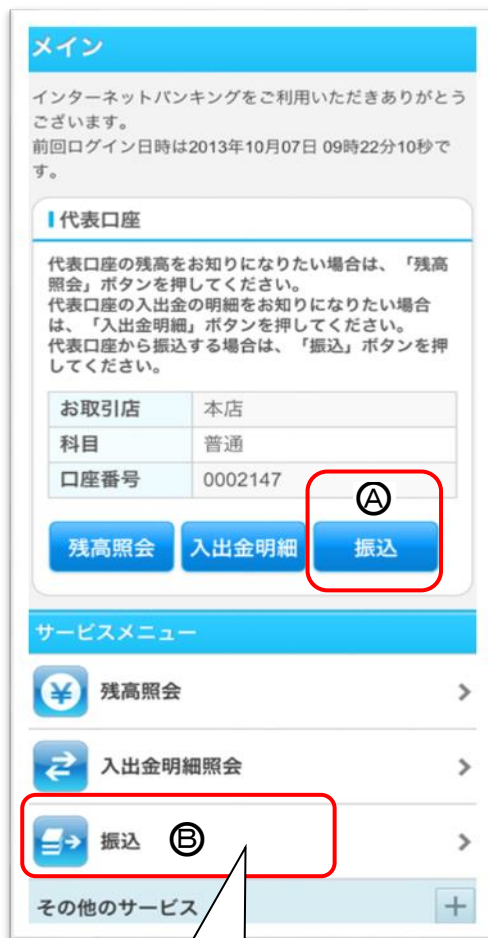 メイン
インターネットバンキングをご利用いただきありがとう
ございます。
前回ログイン日時は2013年10月07日 09時22分10秒で
す。
代表口座
代表口座の残高をお知りになりたい場合は、「残高
照会」ボタンを押してください。
代表口座の入出金の明細をお知りになりたい場合
は、「入出金明細」ボタンを押してください。
代表口座から振込する場合は、「振込」ボタンを押
してください。
お取引店 本店
科目 普通
口座番号 0002147
Ⓐ
残高照会 入出金明細 振込
サービスメニュー
残高照会
入出金明細照会
振込 Ⓑ
その他のサービス